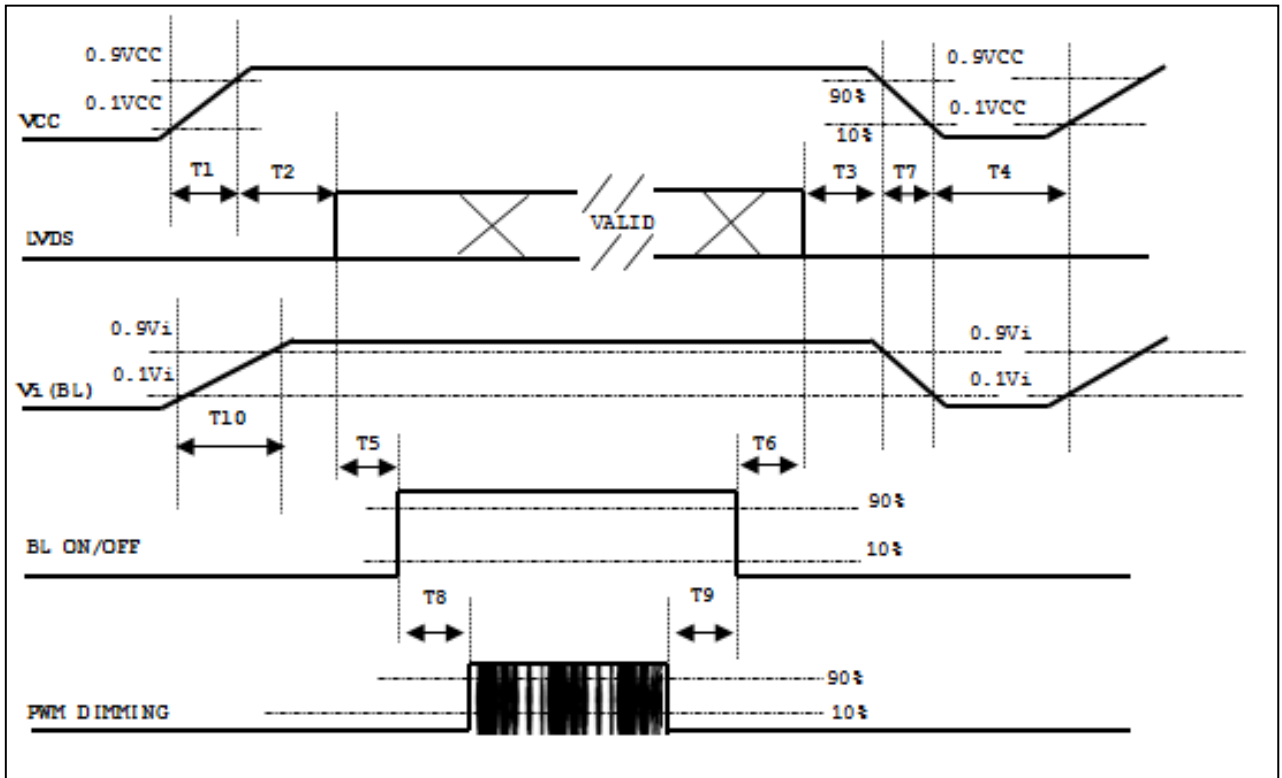 0.9VCC
0.9VCC
90%
0.1VCC
0.1VCC
VCC
10%
T1
T2
T3
T7
T4
VALID
LVDS
0.9Vi
0.9Vi
0.1Vi
0.1Vi
Vi(BL)
T10
T5
T6
90%
BL ON/OFF
10%
T8
T9
90%
PWM DIMMING
10%